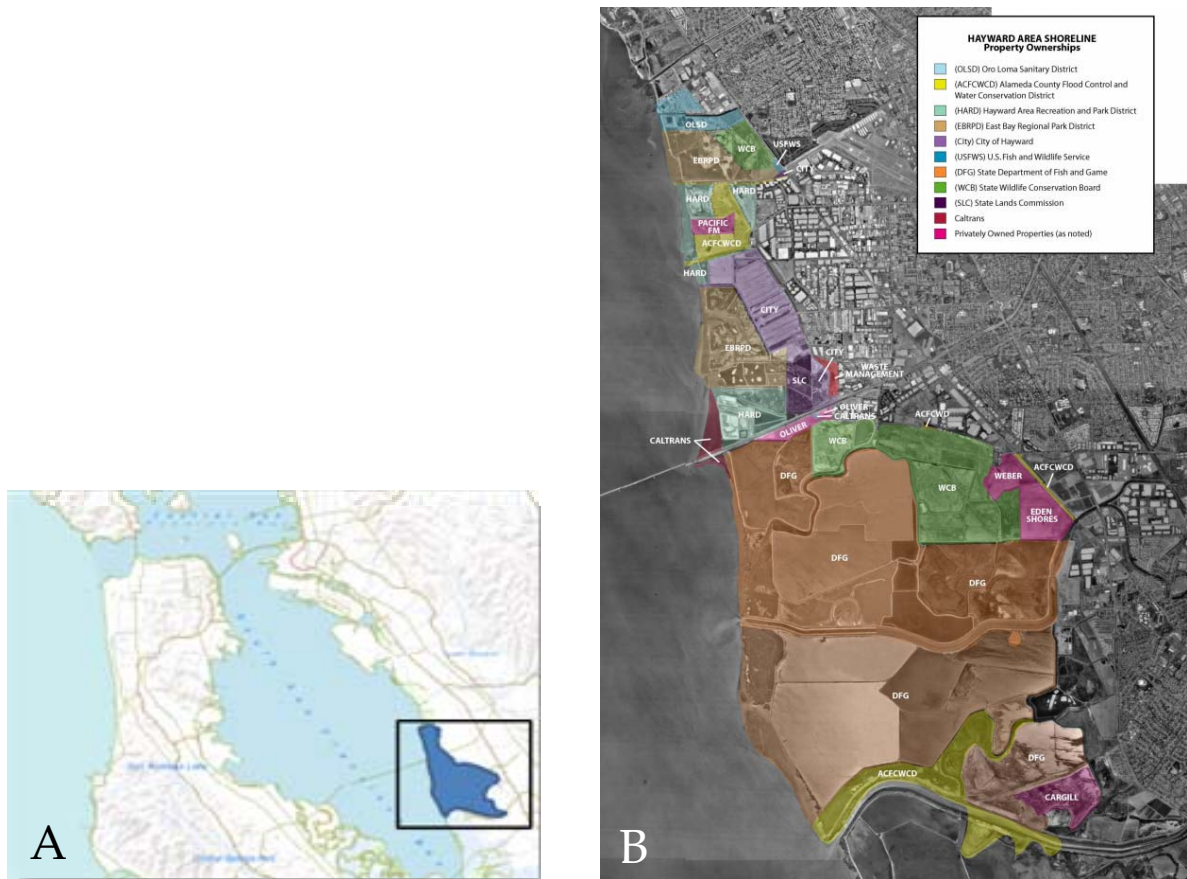 A
HAYWARD AREA SHORELINE
Property Ownerships
(OLSD) Oro Loma Sanitary District
(ACFCWCD) Alameda County Flood Control and
Water Conservation District
(HARD) Hayward Area Recreation and Park District
(EBRPD) East Bay Regional Park District
(City) City of Hayward
(USFWS) U.S. Fish and Wildlife Service
(DFG) State Department of Fish and Game
(WCB) State Wildlife Conservation Board
(SLC) State Lands Commission
Caltrans
Privately Owned Properties (as noted)
OLSD
WCB
USFWS
EBRPD
CITY
HARD
HARD
PACIFIC
FM
ACFCWCD
HARD
CITY
EBRPD
CITY
WASTE
MANAGEMENT
SLC
OLIVER
CALTRANS
HARD
ACFCWD
OLIVER
CALTRANS
WCB
ACFCWCD
DFG
WEBER
WCB
EDEN
SHORES
DFG
DFG
DFG
DFG
ACFCWCD
CARGILL
B